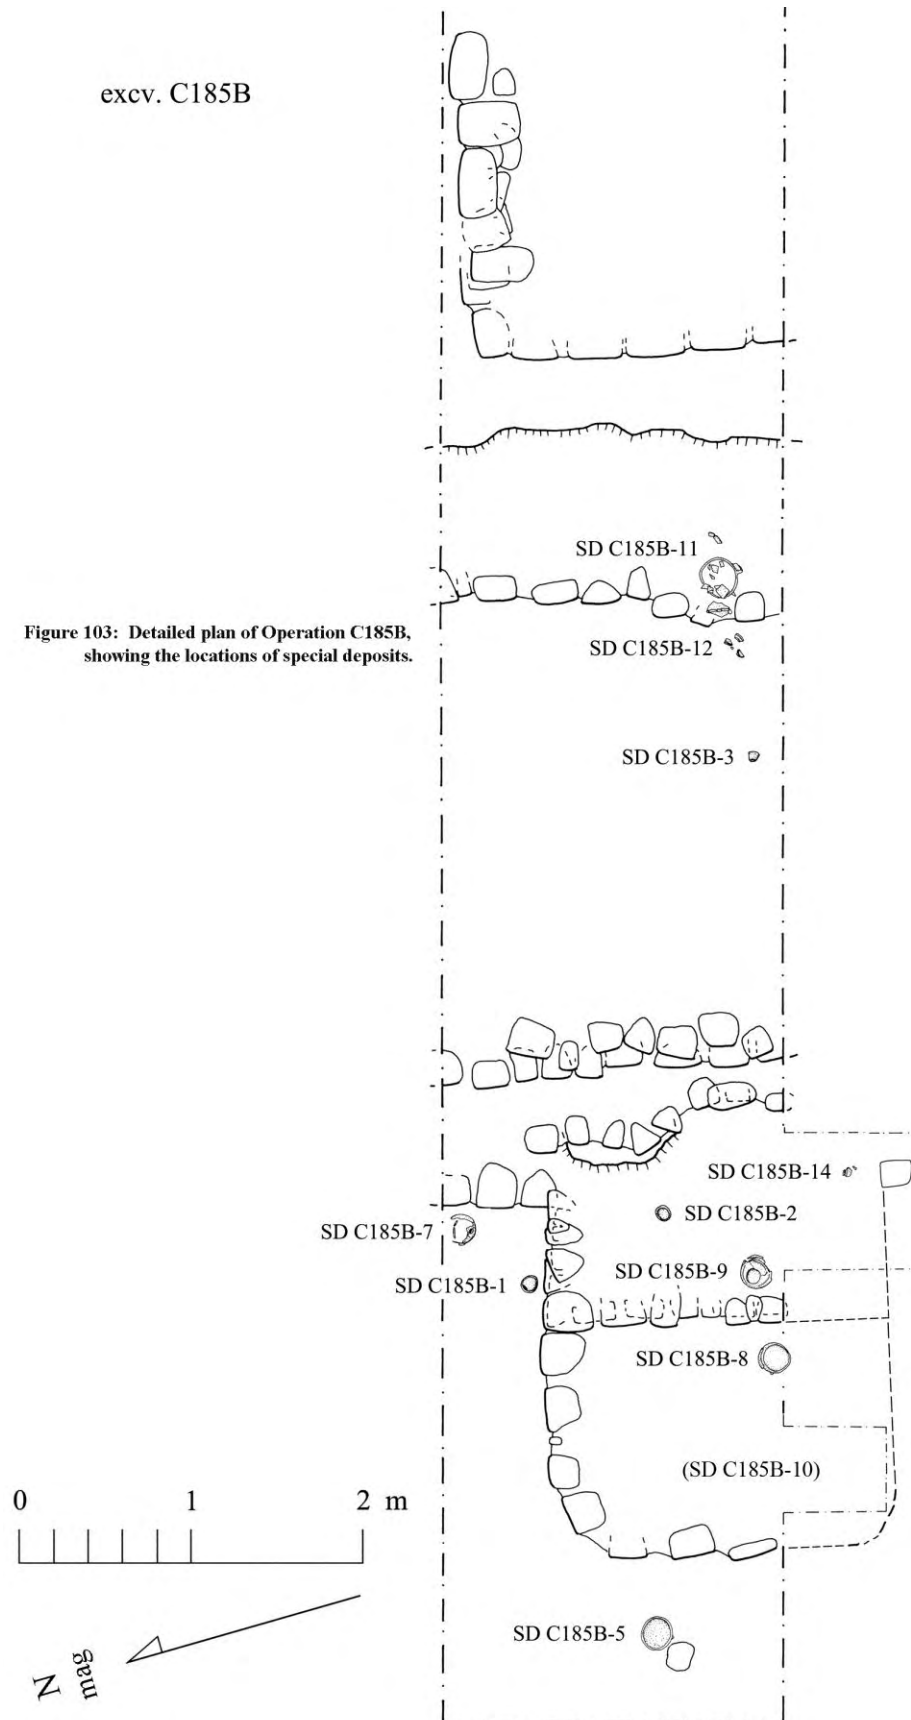 excv. C185B
SD C185B-11
Figure 103: Detailed plan of Operation C185B,
showing the locations of special deposits.
SD C185B-12
SD C185B-3
SD C185B-14
SD C185B-2
SD C185B-7
SD C185B-9
SD C185B-1
SD C185B-8
(SD C185B-10)
0 1 2 m
SD C185B-5
N
mag